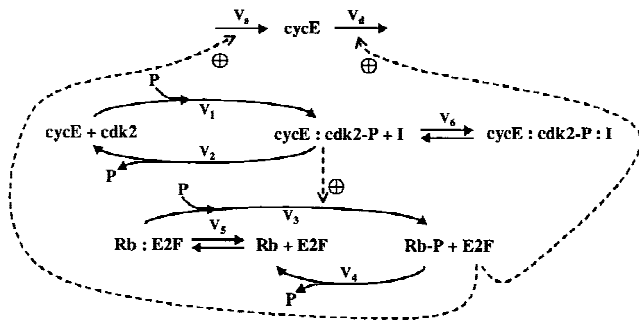 Vs cycE Vd
⊕ ⊕
P
V1
cycE + cdk2 cycE : cdk2-P + I V6 cycE : cdk2-P : I
V2
P
⊕
P
V3
Rb : E2F V5 Rb + E2F Rb-P + E2F
V4
P